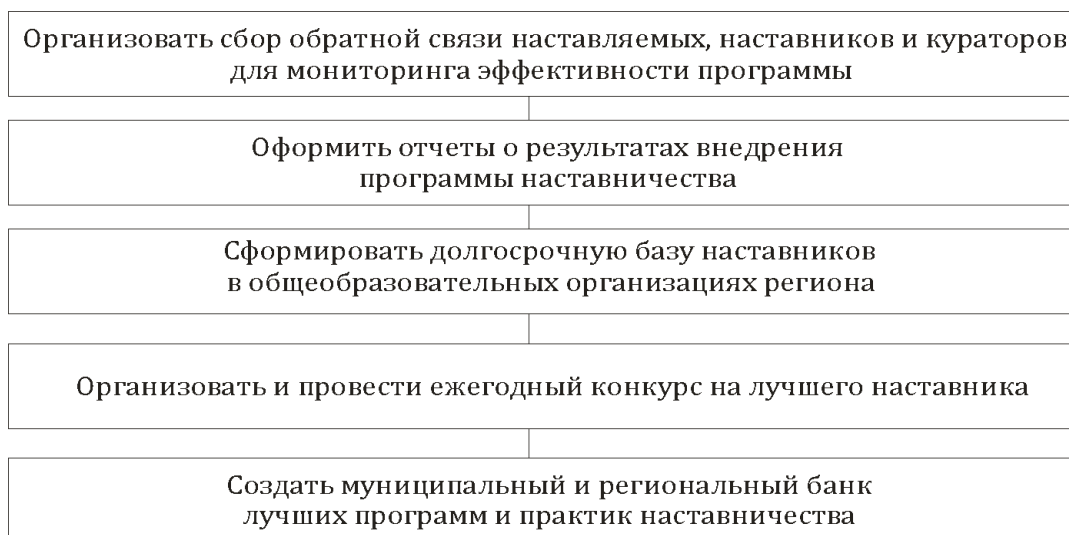 Организовать сбор обратной связи наставляемых, наставников и кураторов
для мониторинга эффективности программы
Оформить отчеты о результатах внедрения
программы наставничества
Сформировать долгосрочную базу наставников
в общеобразовательных организациях региона
Организовать и провести ежегодный конкурс на лучшего наставника
Создать муниципальный и региональный банк
лучших программ и практик наставничества